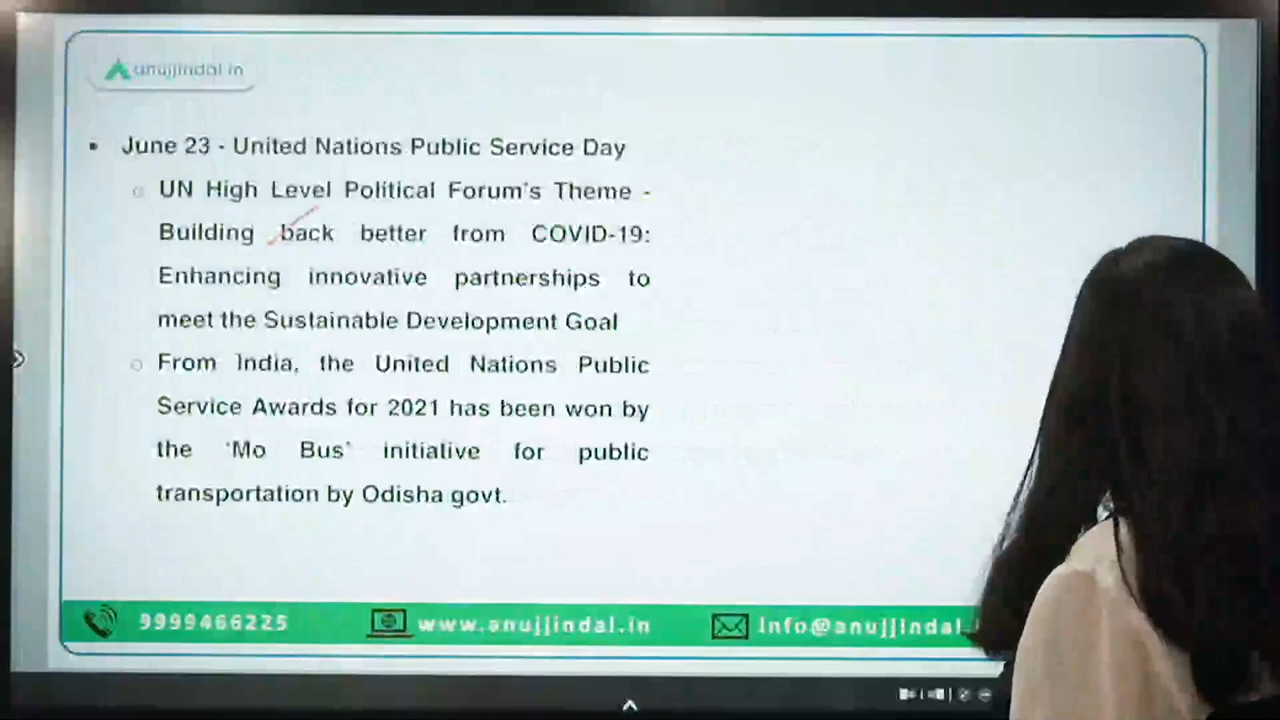 anujjindal.in
June 23 - United Nations Public Service Day
UN High Level Political Forum's Theme -
Building back better from COVID-19:
Enhancing innovative partnerships to
meet the Sustainable Development Goal
From India, the United Nations Public
Service Awards for 2021 has been won by
the 'Mo Bus' initiative for public
transportation by Odisha govt.
9999466225 www.anujjindal.in info@anujjindal.